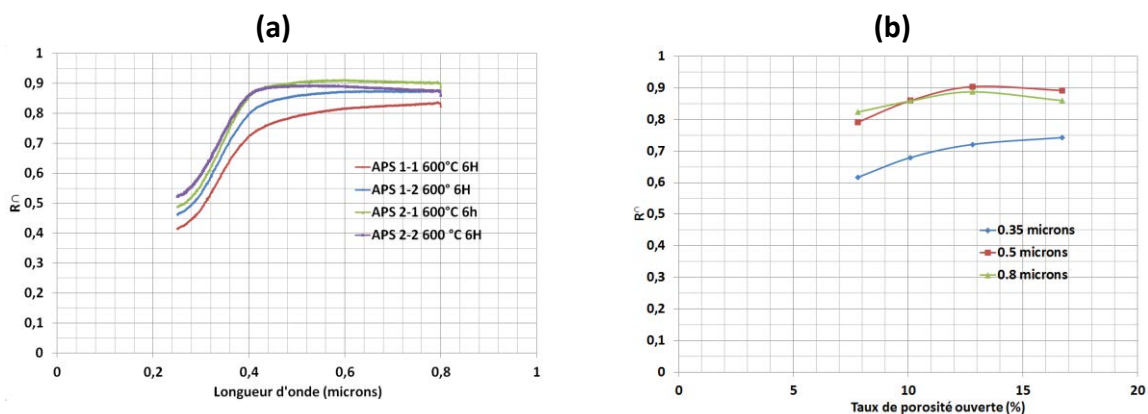 (a)
1
0,9
0,8
0,7
0,6
0,5
0,4
0,3
0,2
0,1
0
R∩
0
0,2
0,4
0,6
0,8
1
Longueur d'onde (microns)
APS 1-1 600°C 6H
APS 1-2 600° 6H
APS 2-1 600°C 6h
APS 2-2 600 °C 6H
(b)
1
0,9
0,8
0,7
0,6
0,5
0,4
0,3
0,2
0,1
0
R∩
0
5
10
15
20
Taux de porosité ouverte (%)
0.35 microns
0.5 microns
0.8 microns